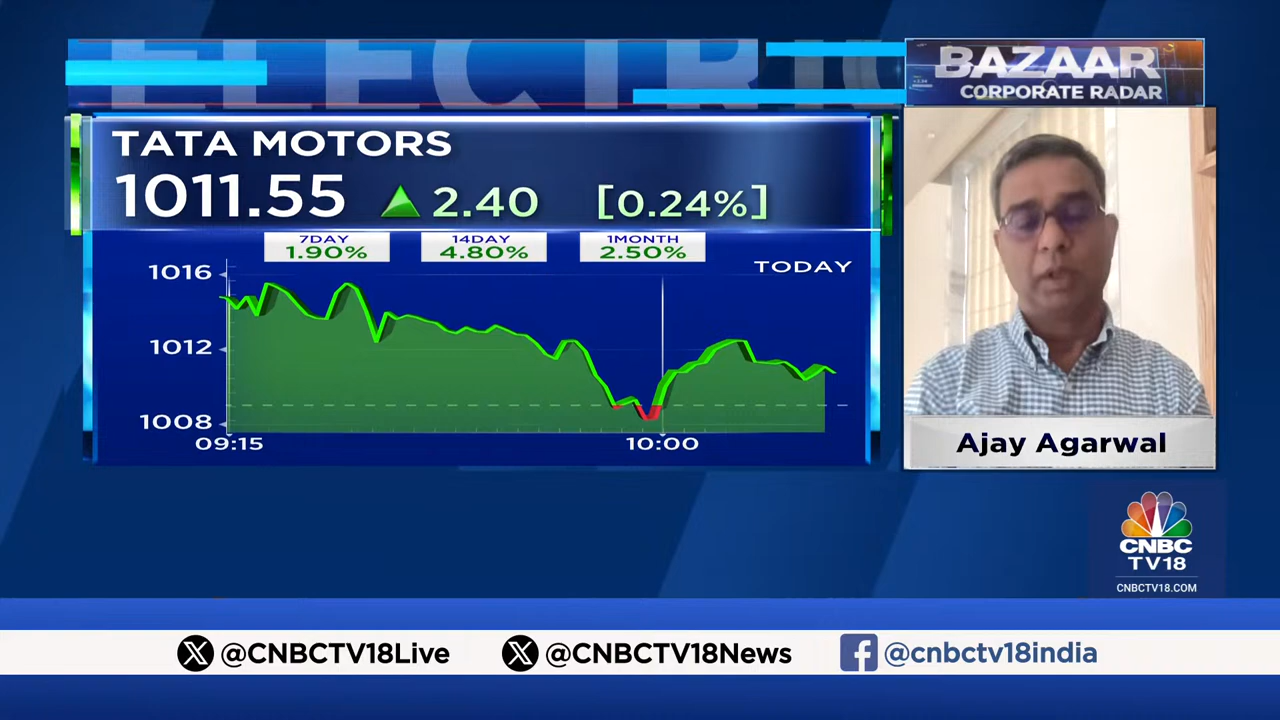 ELECTRIC
BAZAAR
CORPORATE RADAR
TATA MOTORS
1011.55 ▲ 2.40 [0.24%]
7DAY 14DAY 1MONTH
1.90% 4.80% 2.50%
TODAY
1016
1012
1008
09:15 10:00
Ajay Agarwal
CNBC
TV18
CNBCTV18.COM
@CNBCTV18Live @CNBCTV18News @cnbctv18india